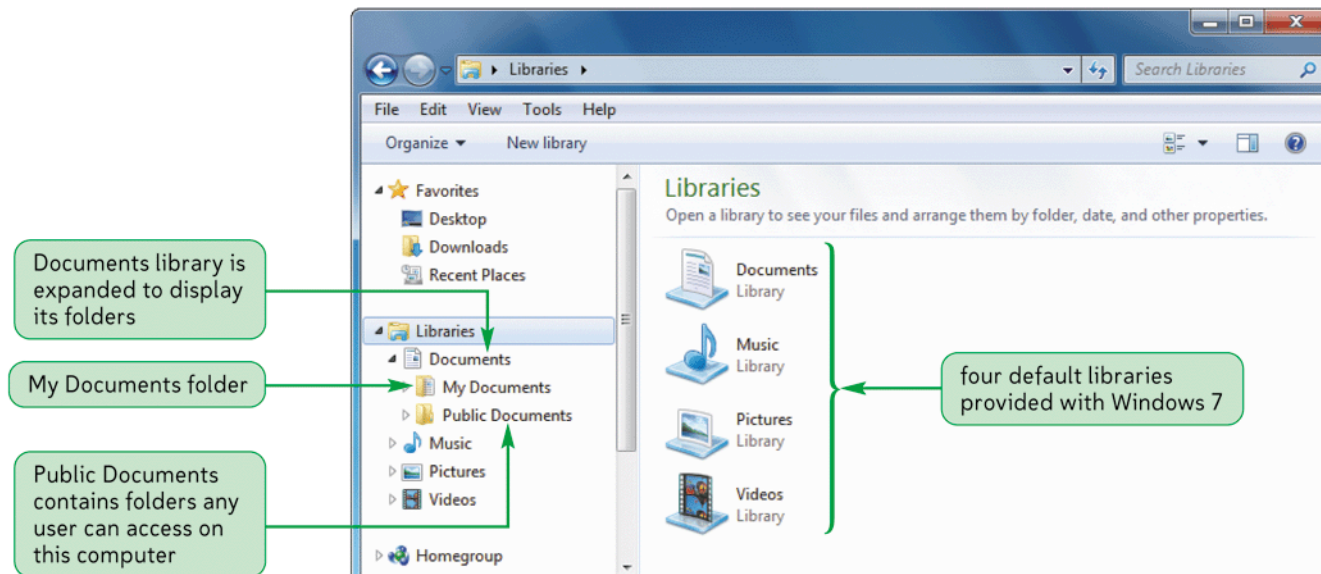 Libraries
Search Libraries
File Edit View Tools Help
Organize New library
Favorites
Desktop
Downloads
Recent Places
Libraries
Documents
My Documents
Public Documents
Music
Pictures
Videos
Homegroup
Libraries
Open a library to see your files and arrange them by folder, date, and other properties.
Documents
Library
Music
Library
Pictures
Library
Videos
Library
Documents library is
expanded to display
its folders
My Documents folder
Public Documents
contains folders any
user can access on
this computer
four default libraries
provided with Windows 7